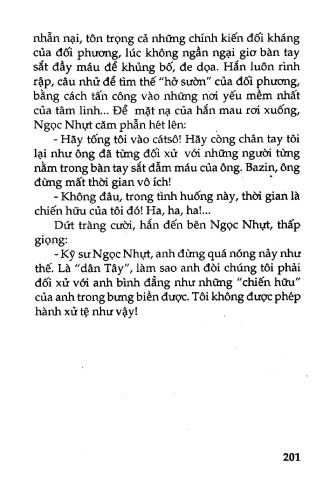 nhẫn nại, tôn trọng cả những chính kiến đối kháng
của đối phương, lúc không ngần ngại giơ bàn tay
sắt đầy máu để khủng bố, đe dọa. Hắn luôn rình
rập, câu nhử để tìm thế “hở sườn” của đối phương,
bằng cách tấn công vào những nơi yếu mềm nhất
của tâm linh... Để mặt nạ của hắn mau rơi xuống,
Ngọc Nhựt căm phẫn hét lên:
- Hãy tống tôi vào cátsô! Hãy còng chân tay tôi
lại như ông đã từng đối xử với những người từng
nằm trong bàn tay sắt đẫm máu của ông. Bazin, ông
đừng mất thời gian vô ích!
- Không đâu, trong tình huống này, thời gian là
chiến hữu của tôi đó! Ha, ha, ha!...
Dứt tràng cười, hắn đến bên Ngọc Nhựt, thấp
giọng:
- Kỹ sư Ngọc Nhựt, anh đừng quá nóng nảy như
thế. Là “dân Tây”, làm sao anh đòi chúng tôi phải
đối xử với anh bình đẳng như những “chiến hữu”
của anh trong bưng biền được. Tôi không được phép
hành xử tệ như vậy!
201